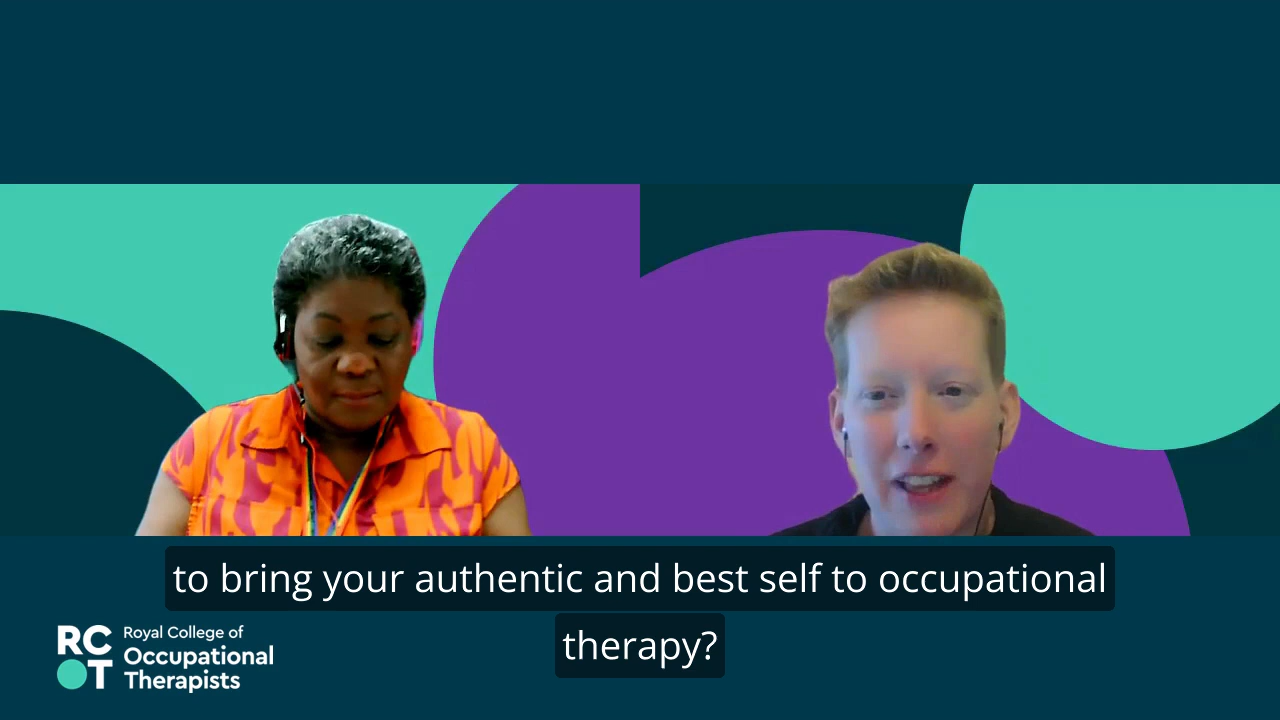 to bring your authentic and best self to occupational
therapy?
RC
OT
Royal College of
Occupational
Therapists